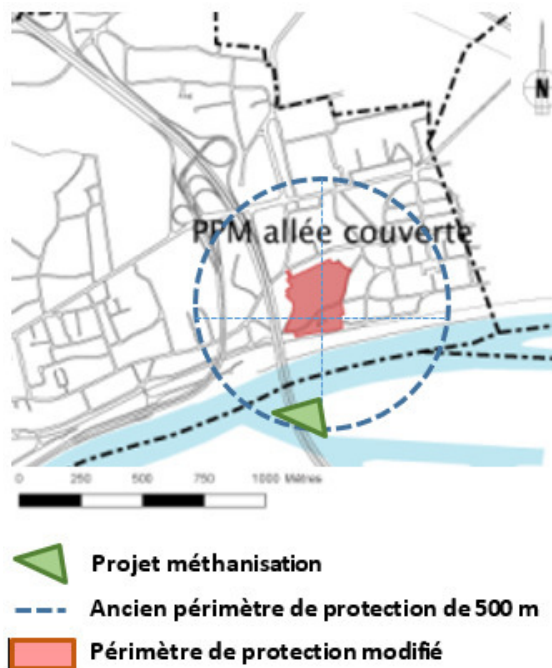 N
PPM allée couverte
0 250 500 750 1000 Mètres
Projet méthanisation
Ancien périmètre de protection de 500 m
Périmètre de protection modifié